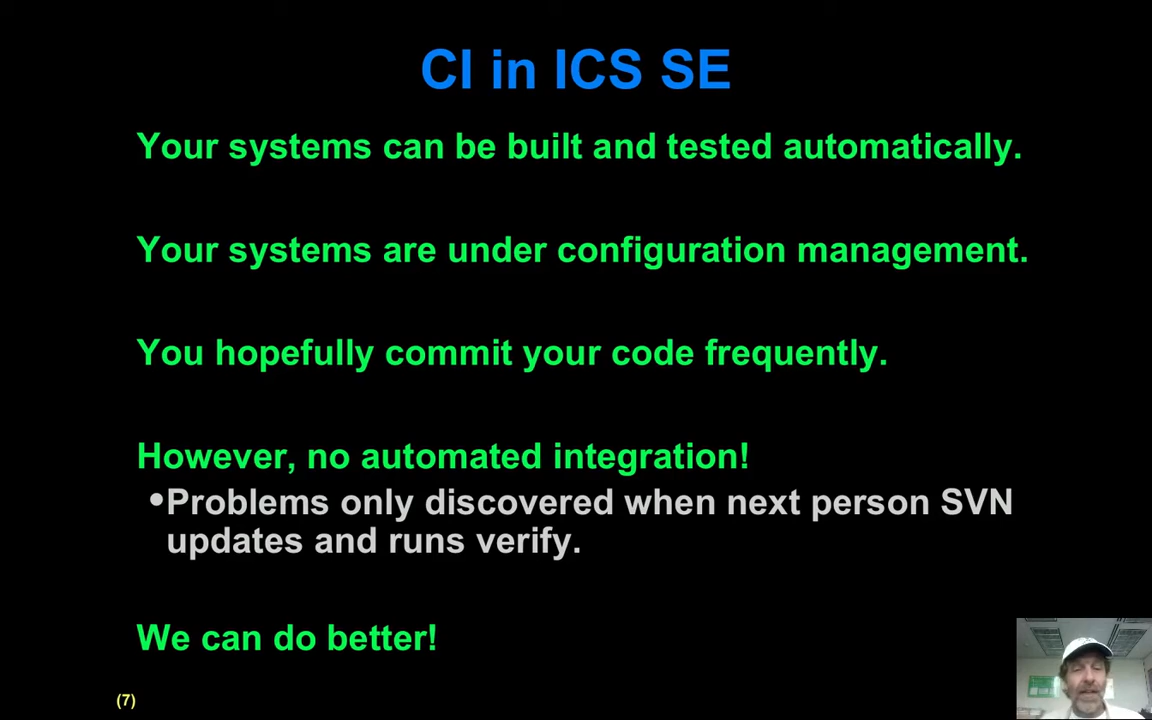 CI in ICS SE
Your systems can be built and tested automatically.
Your systems are under configuration management.
You hopefully commit your code frequently.
However, no automated integration!
•Problems only discovered when next person SVN
updates and runs verify.
We can do better!
(7)